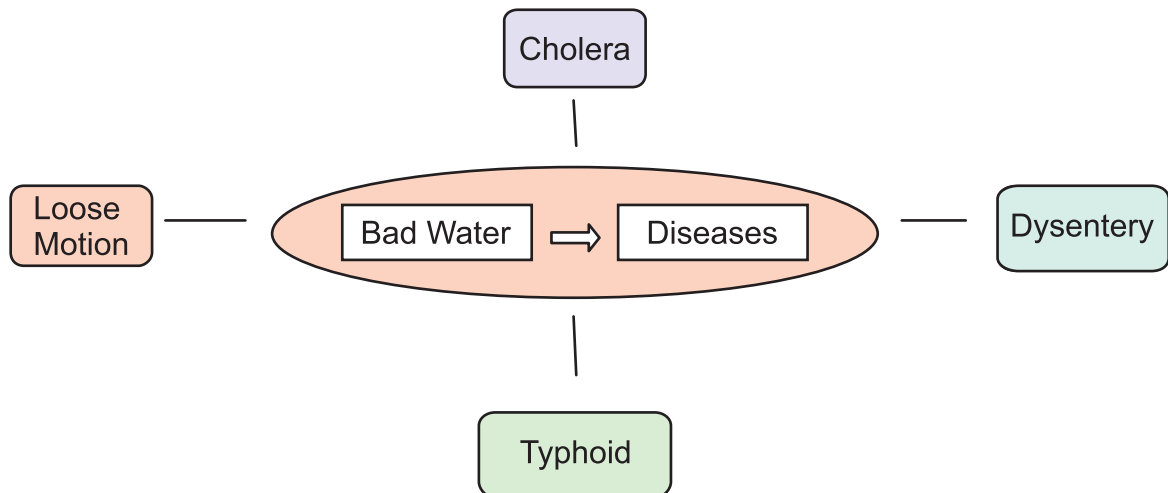 Cholera
Loose
Motion
Bad Water
Diseases
Dysentery
Typhoid